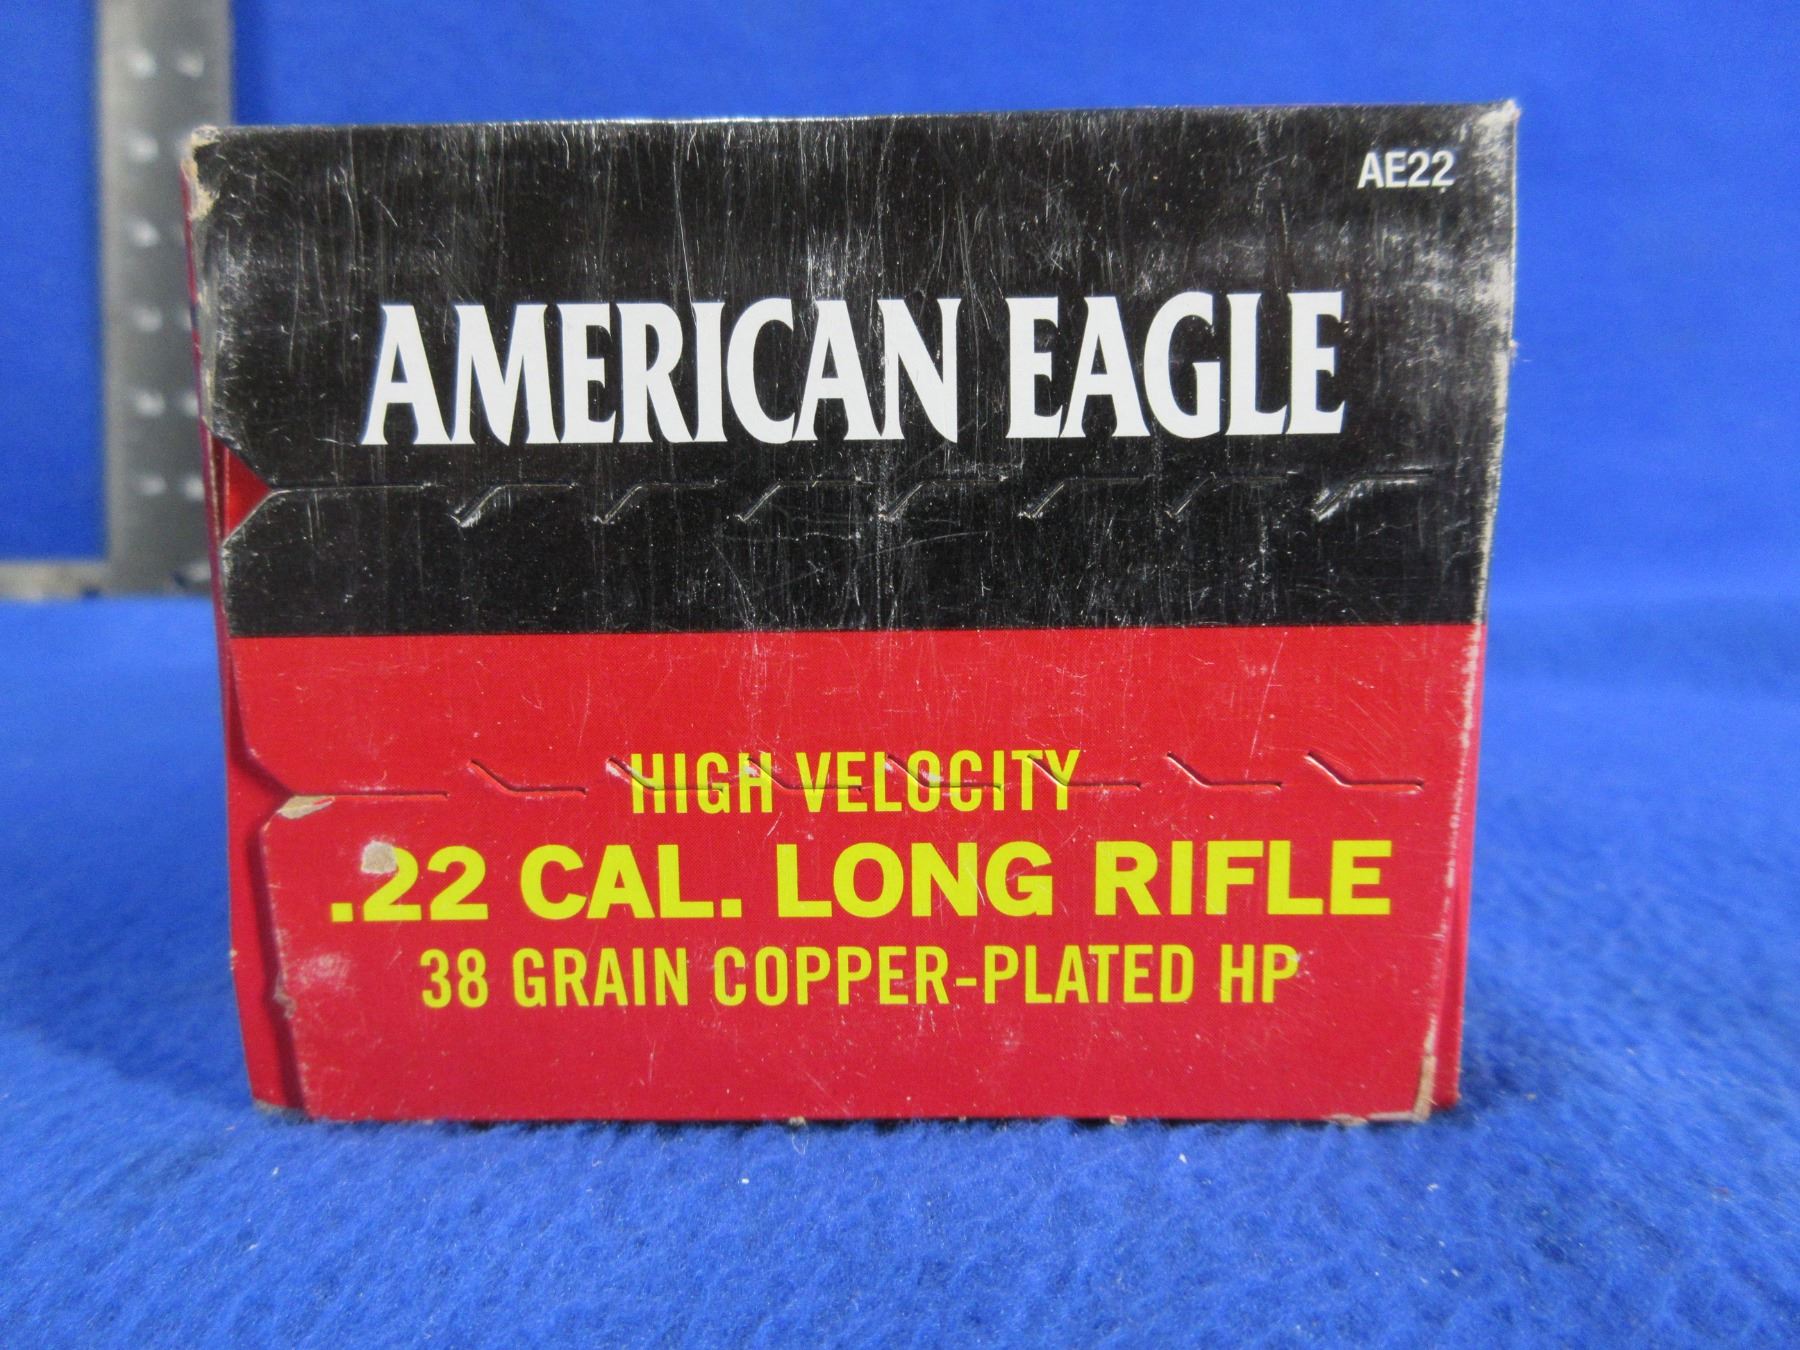 AE22
AMERICAN EAGLE
HIGH VELOCITY
.22 CAL. LONG RIFLE
38 GRAIN COPPER-PLATED HP